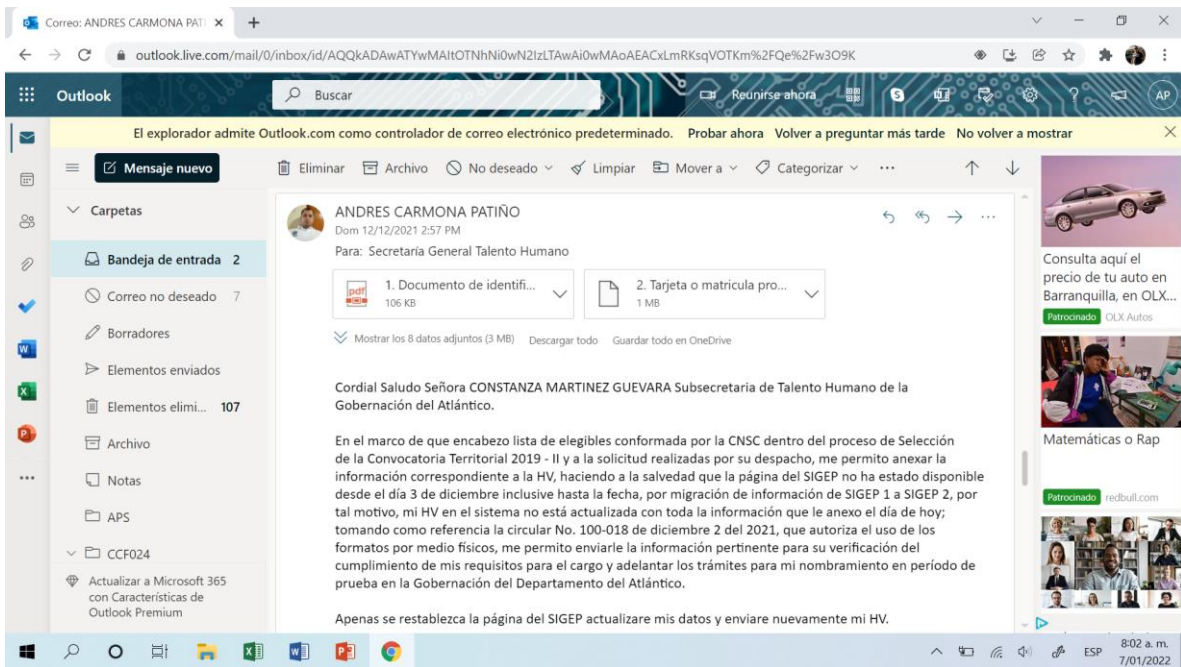 Correo: ANDRES CARMONA PATI
outlook.live.com/mail/0/inbox/id/AQQkADAwATYwMAItOTNhNi0wN2IzLTAwAi0wMAoAEACxLmRKsqVOTKm%2FQe%2Fw3O9K
Outlook
Buscar
Reunirse ahora
AP
El explorador admite Outlook.com como controlador de correo electrónico predeterminado. Probar ahora Volver a preguntar más tarde No volver a mostrar
Mensaje nuevo
Eliminar Archivo No deseado Limpiar Mover a Categorizar
Carpetas
Bandeja de entrada 2
Correo no deseado 7
Borradores
Elementos enviados
Elementos elimi... 107
Archivo
Notas
APS
CCF024
Actualizar a Microsoft 365
con Características de
Outlook Premium
ANDRES CARMONA PATIÑO
Dom 12/12/2021 2:57 PM
Para: Secretaría General Talento Humano
pdf
1. Documento de identifi...
106 KB
2. Tarjeta o matricula pro...
1 MB
Mostrar los 8 datos adjuntos (3 MB) Descargar todo Guardar todo en OneDrive
Cordial Saludo Señora CONSTANZA MARTINEZ GUEVARA Subsecretaria de Talento Humano de la
Gobernación del Atlántico.
En el marco de que encabezo lista de elegibles conformada por la CNSC dentro del proceso de Selección
de la Convocatoria Territorial 2019 - II y a la solicitud realizadas por su despacho, me permito anexar la
información correspondiente a la HV, haciendo a la salvedad que la página del SIGEP no ha estado disponible
desde el día 3 de diciembre inclusive hasta la fecha, por migración de información de SIGEP 1 a SIGEP 2, por
tal motivo, mi HV en el sistema no está actualizada con toda la información que le anexo el día de hoy;
tomando como referencia la circular No. 100-018 de diciembre 2 del 2021, que autoriza el uso de los
formatos por medio físicos, me permito enviarle la información pertinente para su verificación del
cumplimiento de mis requisitos para el cargo y adelantar los trámites para mi nombramiento en período de
prueba en la Gobernación del Departamento del Atlántico.
Apenas se restablezca la página del SIGEP actualizare mis datos y enviare nuevamente mi HV.
Consulta aquí el
precio de tu auto en
Barranquilla, en OLX...
Patrocinado OLX Autos
Matemáticas o Rap
Patrocinado redbull.com
ESP
8:02 a. m.
7/01/2022